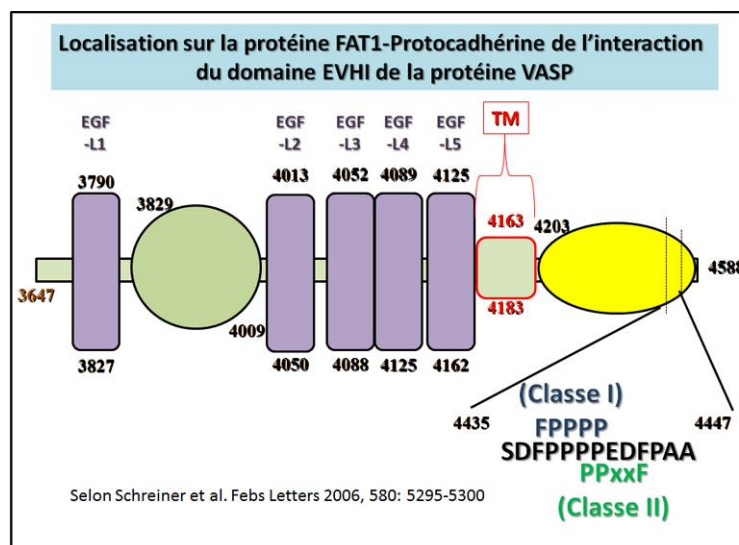 Localisation sur la protéine FAT1-Protocadhérine de l'interaction
du domaine EVHI de la protéine VASP
EGF
-L1
EGF
-L2
EGF
-L3
EGF
-L4
EGF
-L5
TM
3790
3829
4013
4052
4089
4125
4163
4203
3647
4588
4183
4009
3827
4050
4088
4125
4162
4435
(Classe I)
4447
FPPPP
SDFPPPPEDFPAA
PPxxF
(Classe II)
Selon Schreiner et al. Febs Letters 2006, 580: 5295-5300